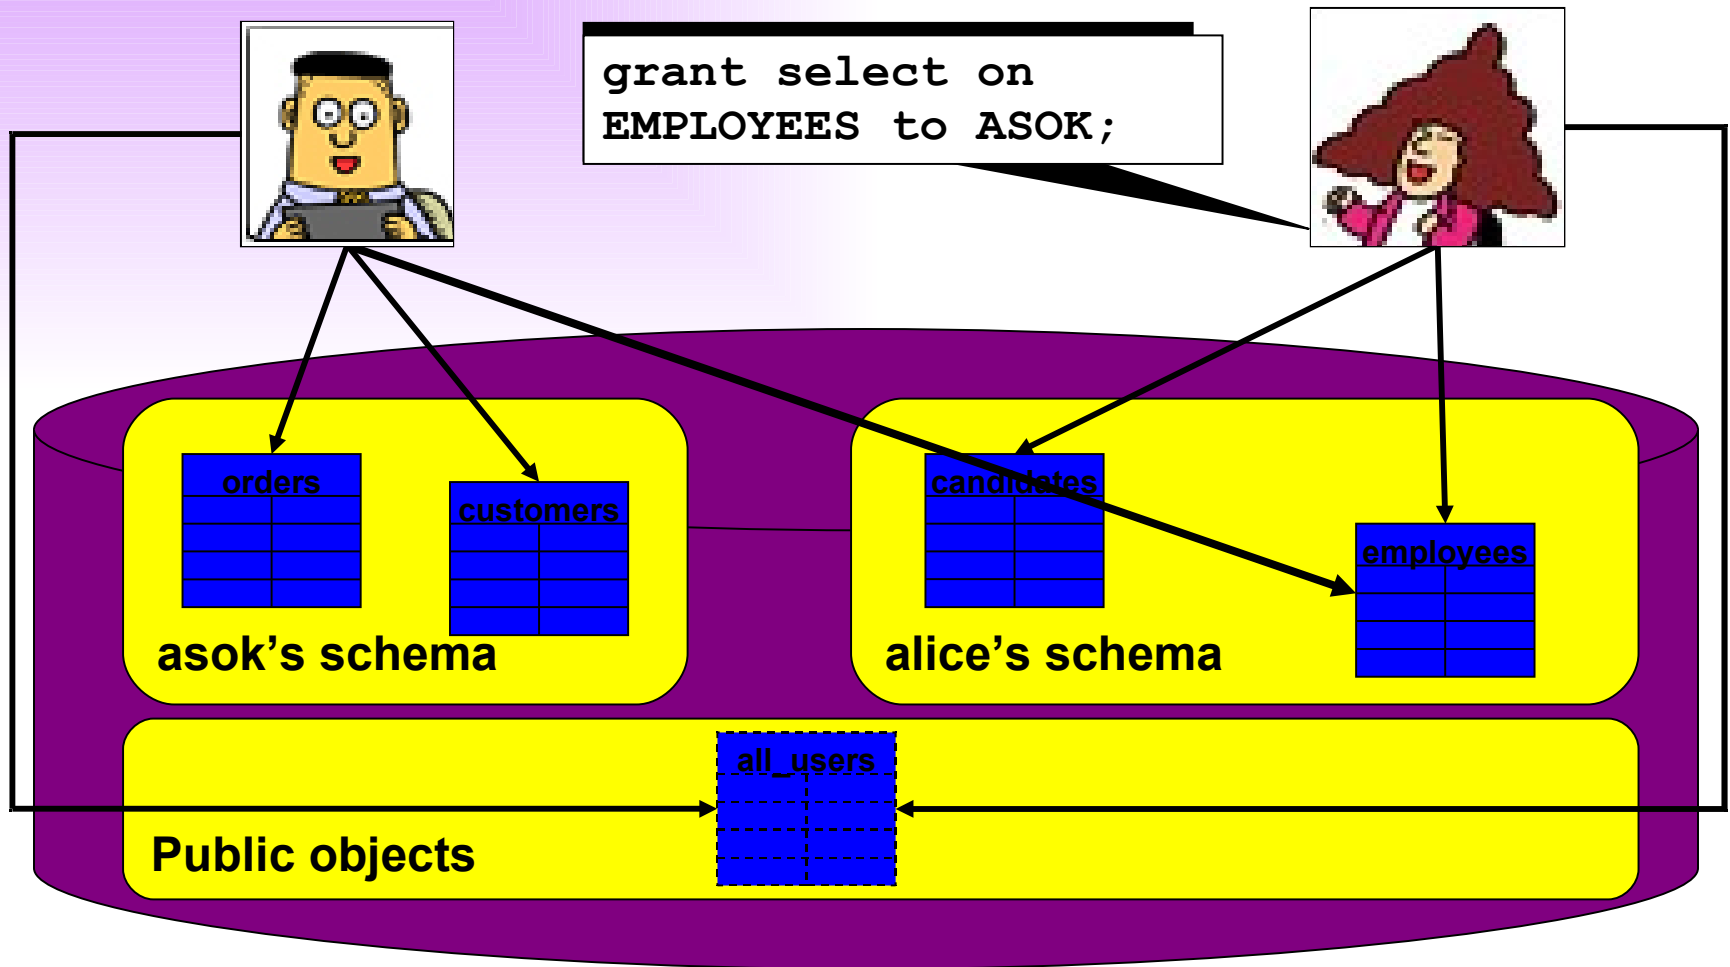 grant select on
EMPLOYEES to ASOK;
orders
customers
asok’s schema
candidates
employees
alice’s schema
all_users
Public objects